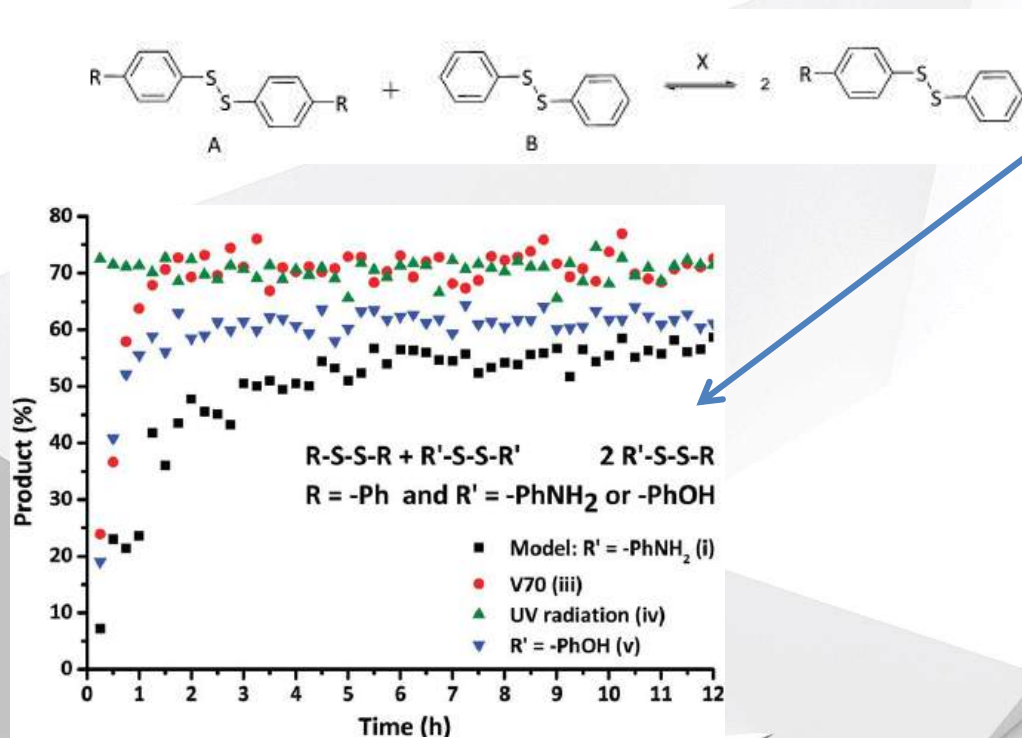 R S S R + S S X 2 R S S
A B
80
70
60
50
40
30
20
10
0
Product (%)
R-S-S-R + R'-S-S-R' 2 R'-S-S-R
R = -Ph and R' = -PhNH₂ or -PhOH
Model: R' = -PhNH₂ (i)
V70 (iii)
UV radiation (iv)
R' = -PhOH (v)
0 1 2 3 4 5 6 7 8 9 10 11 12
Time (h)